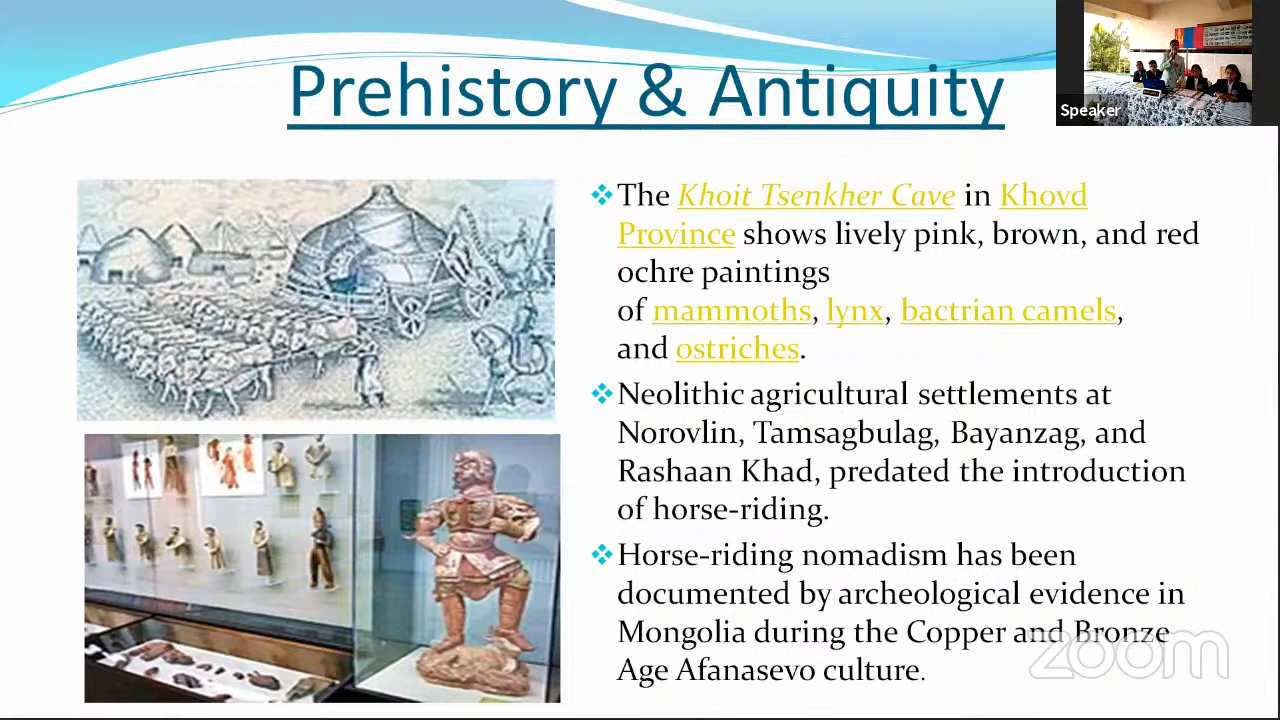 Prehistory & Antiquity
Speaker
The Khoit Tsenkher Cave in Khovd
Province shows lively pink, brown, and red
ochre paintings
of mammoths, lynx, bactrian camels,
and ostriches.
Neolithic agricultural settlements at
Norovlin, Tamsagbulag, Bayanzag, and
Rashaan Khad, predated the introduction
of horse-riding.
Horse-riding nomadism has been
documented by archeological evidence in
Mongolia during the Copper and Bronze
Age Afanasevo culture.
zoom